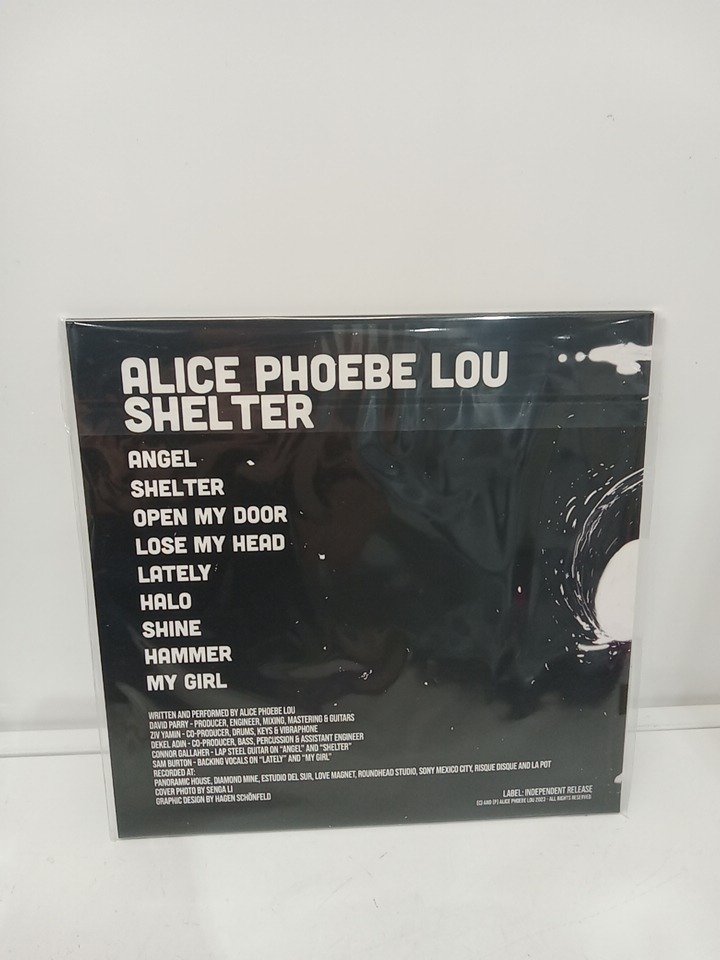 ALICE PHOEBE LOU
SHELTER
ANGEL
SHELTER
OPEN MY DOOR
LOSE MY HEAD
LATELY
HALO
SHINE
HAMMER
MY GIRL
WRITTEN AND PERFORMED BY ALICE PHOEBE LOU
DAVID PARRY - PRODUCER, ENGINEER, MIXING, MASTERING & GUITARS
ZIV YAMIN - CO-PRODUCER, DRUMS, KEYS & VIBRAPHONE
DEKEL ADIN - CO-PRODUCER, BASS, PERCUSSION & ASSISTANT ENGINEER
CONNOR GALLAHER - LAP STEEL GUITAR ON "ANGEL" AND "SHELTER"
SAM BURTON - BACKING VOCALS ON "LATELY" AND "MY GIRL"
RECORDED AT:
PANORAMIC HOUSE, DIAMOND MINE, ESTUDIO DEL SUR, LOVE MAGNET, ROUNDHEAD STUDIO, SONY MEXICO CITY, RISQUE DISQUE AND LA POT
COVER PHOTO BY SENGA LI
GRAPHIC DESIGN BY HAGEN SCHÖNFELD
LABEL: INDEPENDENT RELEASE
(C) AND (P) ALICE PHOEBE LOU 2023 - ALL RIGHTS RESERVED